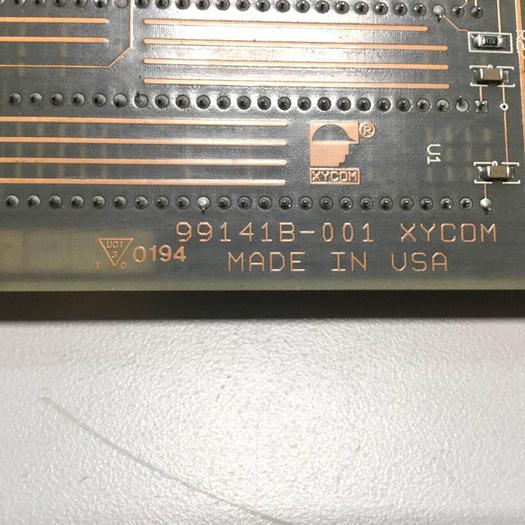 ®
XYCOM
U1
99141B-001 XYCOM
0194
MADE IN USA